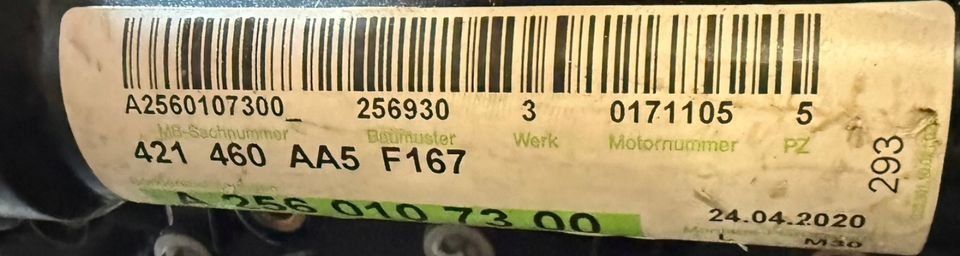 A2560107300_ 256930 3 0171105 5
MB-Sachnummer Baumuster Werk Motornummer PZ
421 460 AA5 F167
293
A 256 010 73 00
24.04.2020
L M30